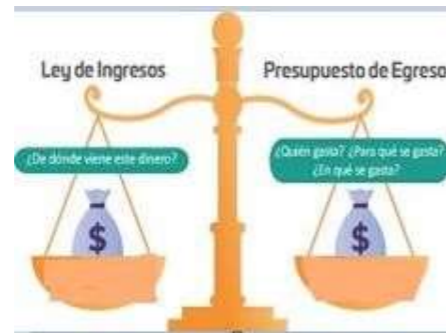 Ley de Ingresos
Presupuesto de Egreso
¿De dónde viene este dinero?
¿Quién gasta? ¿Para qué se gasta?
¿En qué se gasta?
$
$